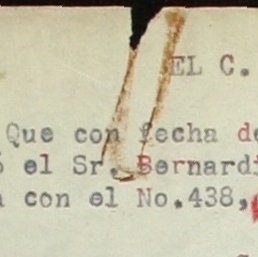 EL C.
Que con fecha de
ó el Sr. Bernardi
a con el No.438,